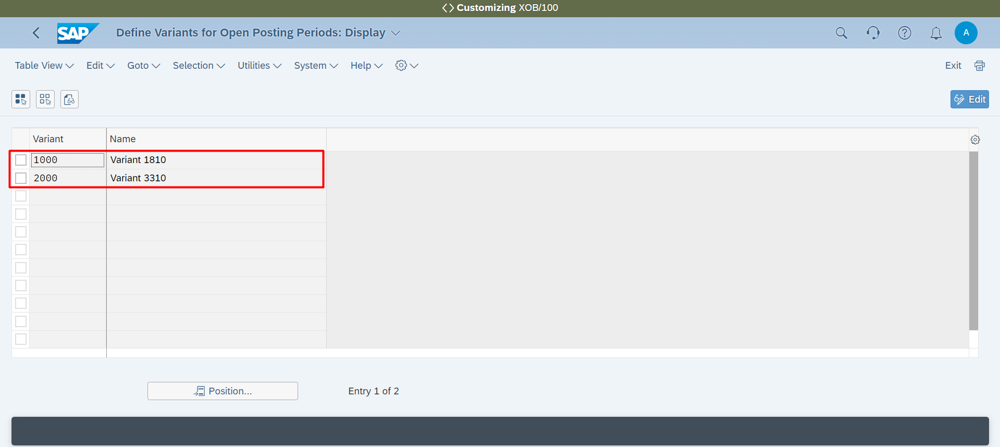 Customizing XOB/100
SAP Define Variants for Open Posting Periods: Display A
Table View Edit Goto Selection Utilities System Help Exit
Edit
Variant Name
1000 Variant 1810
2000 Variant 3310
Position... Entry 1 of 2